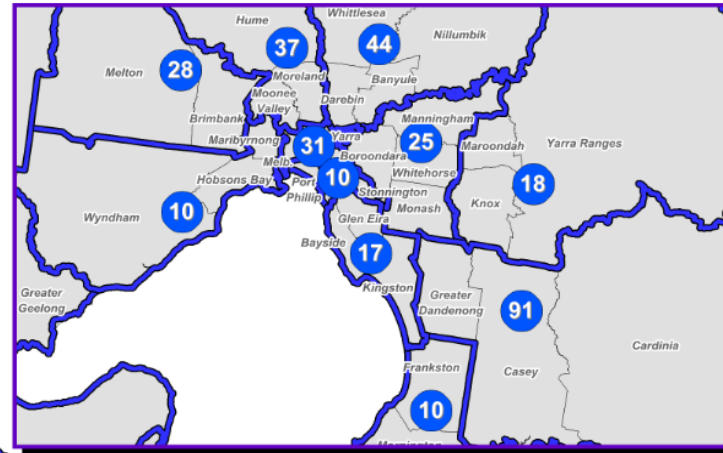 Whittlesea
Hume
Nillumbik
37
44
Melton
28
Moreland
Banyule
Moonee
Valley
Darebin
Brimbank
Manningham
Maribyrnong
Yarra
31
25
Maroondah
Yarra Ranges
Boroondara
Melb.
Whitehorse
Hobsons Bay
Port
Phillip
10
Stonnington
18
Wyndham
10
Monash
Knox
Glen Eira
Bayside
17
Kingston
Greater
Geelong
Greater
Dandenong
91
Cardinia
Frankston
Casey
10